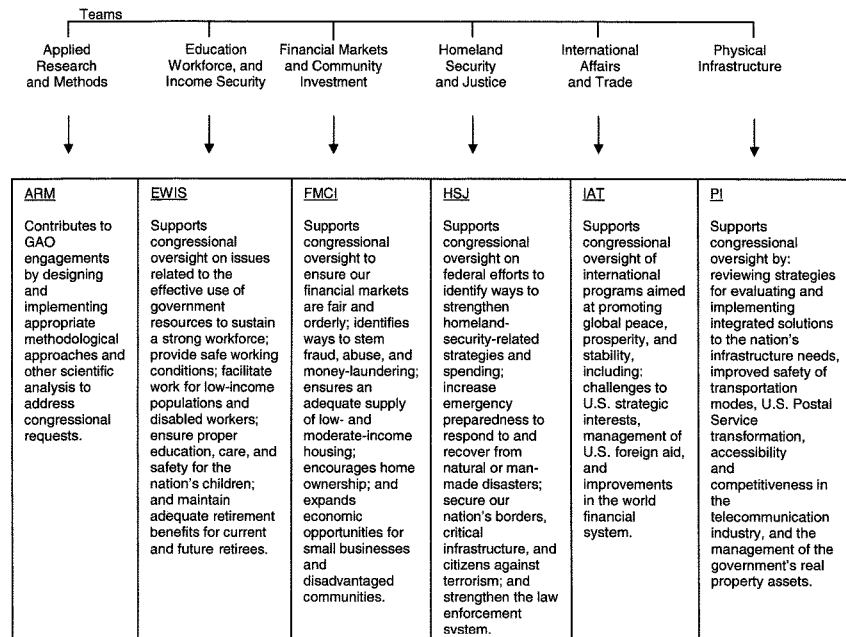 Teams
Applied
Research
and Methods
Education
Workforce, and
Income Security
Financial Markets
and Community
Investment
Homeland
Security
and Justice
International
Affairs
and Trade
Physical
Infrastructure
ARM
Contributes to
GAO
engagements
by designing
and
implementing
appropriate
methodological
approaches and
other scientific
analysis to
address
congressional
requests.
EWIS
Supports
congressional
oversight on issues
related to the
effective use of
government
resources to sustain
a strong workforce;
provide safe working
conditions; facilitate
work for low-income
populations and
disabled workers;
ensure proper
education, care, and
safety for the
nation's children;
and maintain
adequate retirement
benefits for current
and future retirees.
FMCI
Supports
congressional
oversight to
ensure our
financial markets
are fair and
orderly; identifies
ways to stem
fraud, abuse, and
money-laundering;
ensures an
adequate supply
of low- and
moderate-income
housing;
encourages home
ownership; and
expands
economic
opportunities for
small businesses
and
disadvantaged
communities.
HSJ
Supports
congressional
oversight on
federal efforts to
identify ways to
strengthen
homeland-
security-related
strategies and
spending;
increase
emergency
preparedness to
respond to and
recover from
natural or man-
made disasters;
secure our
nation's borders,
critical
infrastructure, and
citizens against
terrorism; and
strengthen the law
enforcement
system.
IAT
Supports
congressional
oversight of
international
programs aimed
at promoting
global peace,
prosperity, and
stability,
including:
challenges to
U.S. strategic
interests,
management of
U.S. foreign aid,
and
improvements
in the world
financial
system.
PI
Supports
congressional
oversight by:
reviewing strategies
for evaluating and
implementing
integrated solutions
to the nation's
infrastructure needs,
improved safety of
transportation
modes, U.S. Postal
Service
transformation,
accessibility
and
competitiveness in
the
telecommunication
industry, and the
management of the
government's real
property assets.